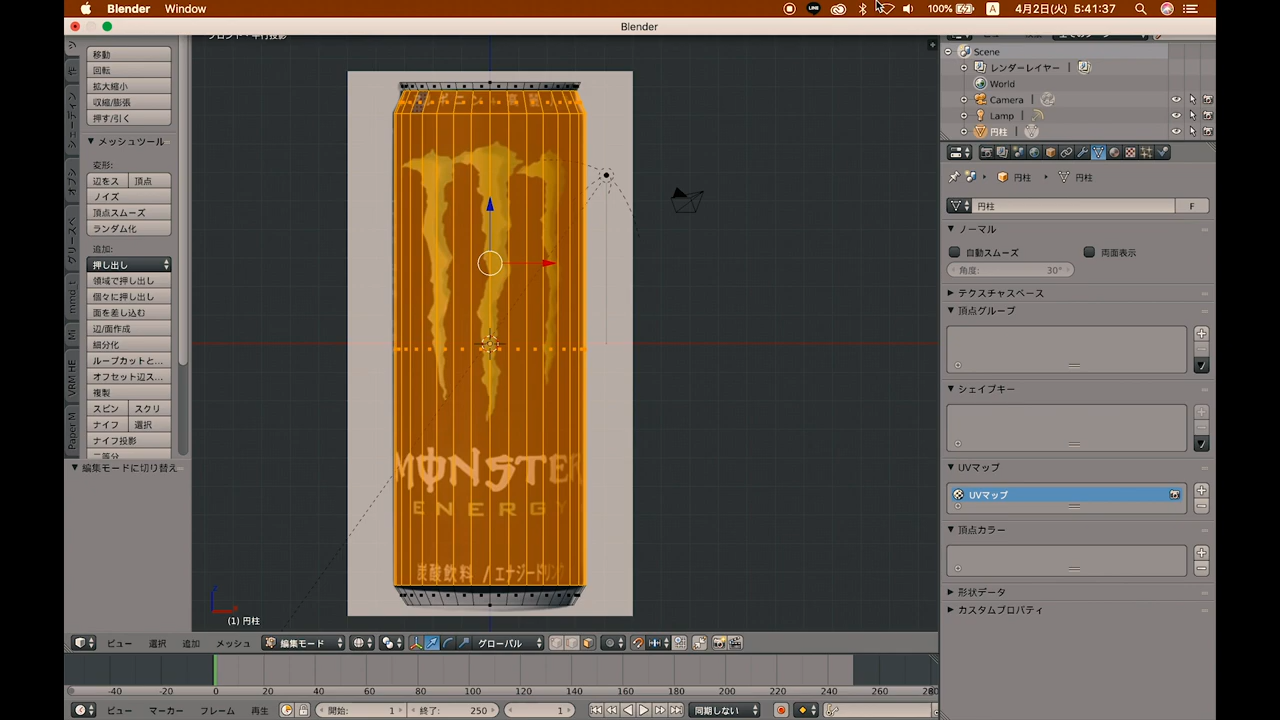 Blender Window
LINE
100%
A
4月2日(火) 5:41:37
Blender
移動
回転
拡大縮小
収縮/膨張
押す/引く
メッシュツール
変形:
辺をス 頂点
ノイズ
頂点スムーズ
ランダム化
追加:
押し出し
領域で押し出し
個々に押し出し
面を差し込む
辺/面作成
細分化
ループカットと...
オフセット辺ス...
複製
スピン スクリ
ナイフ 選択
ナイフ投影
二等分
編集モードに切り替え
MONSTER
ENERGY
炭酸飲料 / エナジードリンク
(1) 円柱
ビュー 選択 追加 メッシュ 編集モード グローバル
-40 -20 0 20 40 60 80 100 120 140 160 180 200 220 240 260 280
ビュー マーカー フレーム 再生 開始: 1 終了: 250 1 同期しない
Scene
レンダーレイヤー
World
Camera
Lamp
円柱
円柱 円柱
円柱 F
ノーマル
自動スムーズ 両面表示
角度: 30°
テクスチャスペース
頂点グループ
シェイプキー
UVマップ
UVマップ
頂点カラー
形状データ
カスタムプロパティ